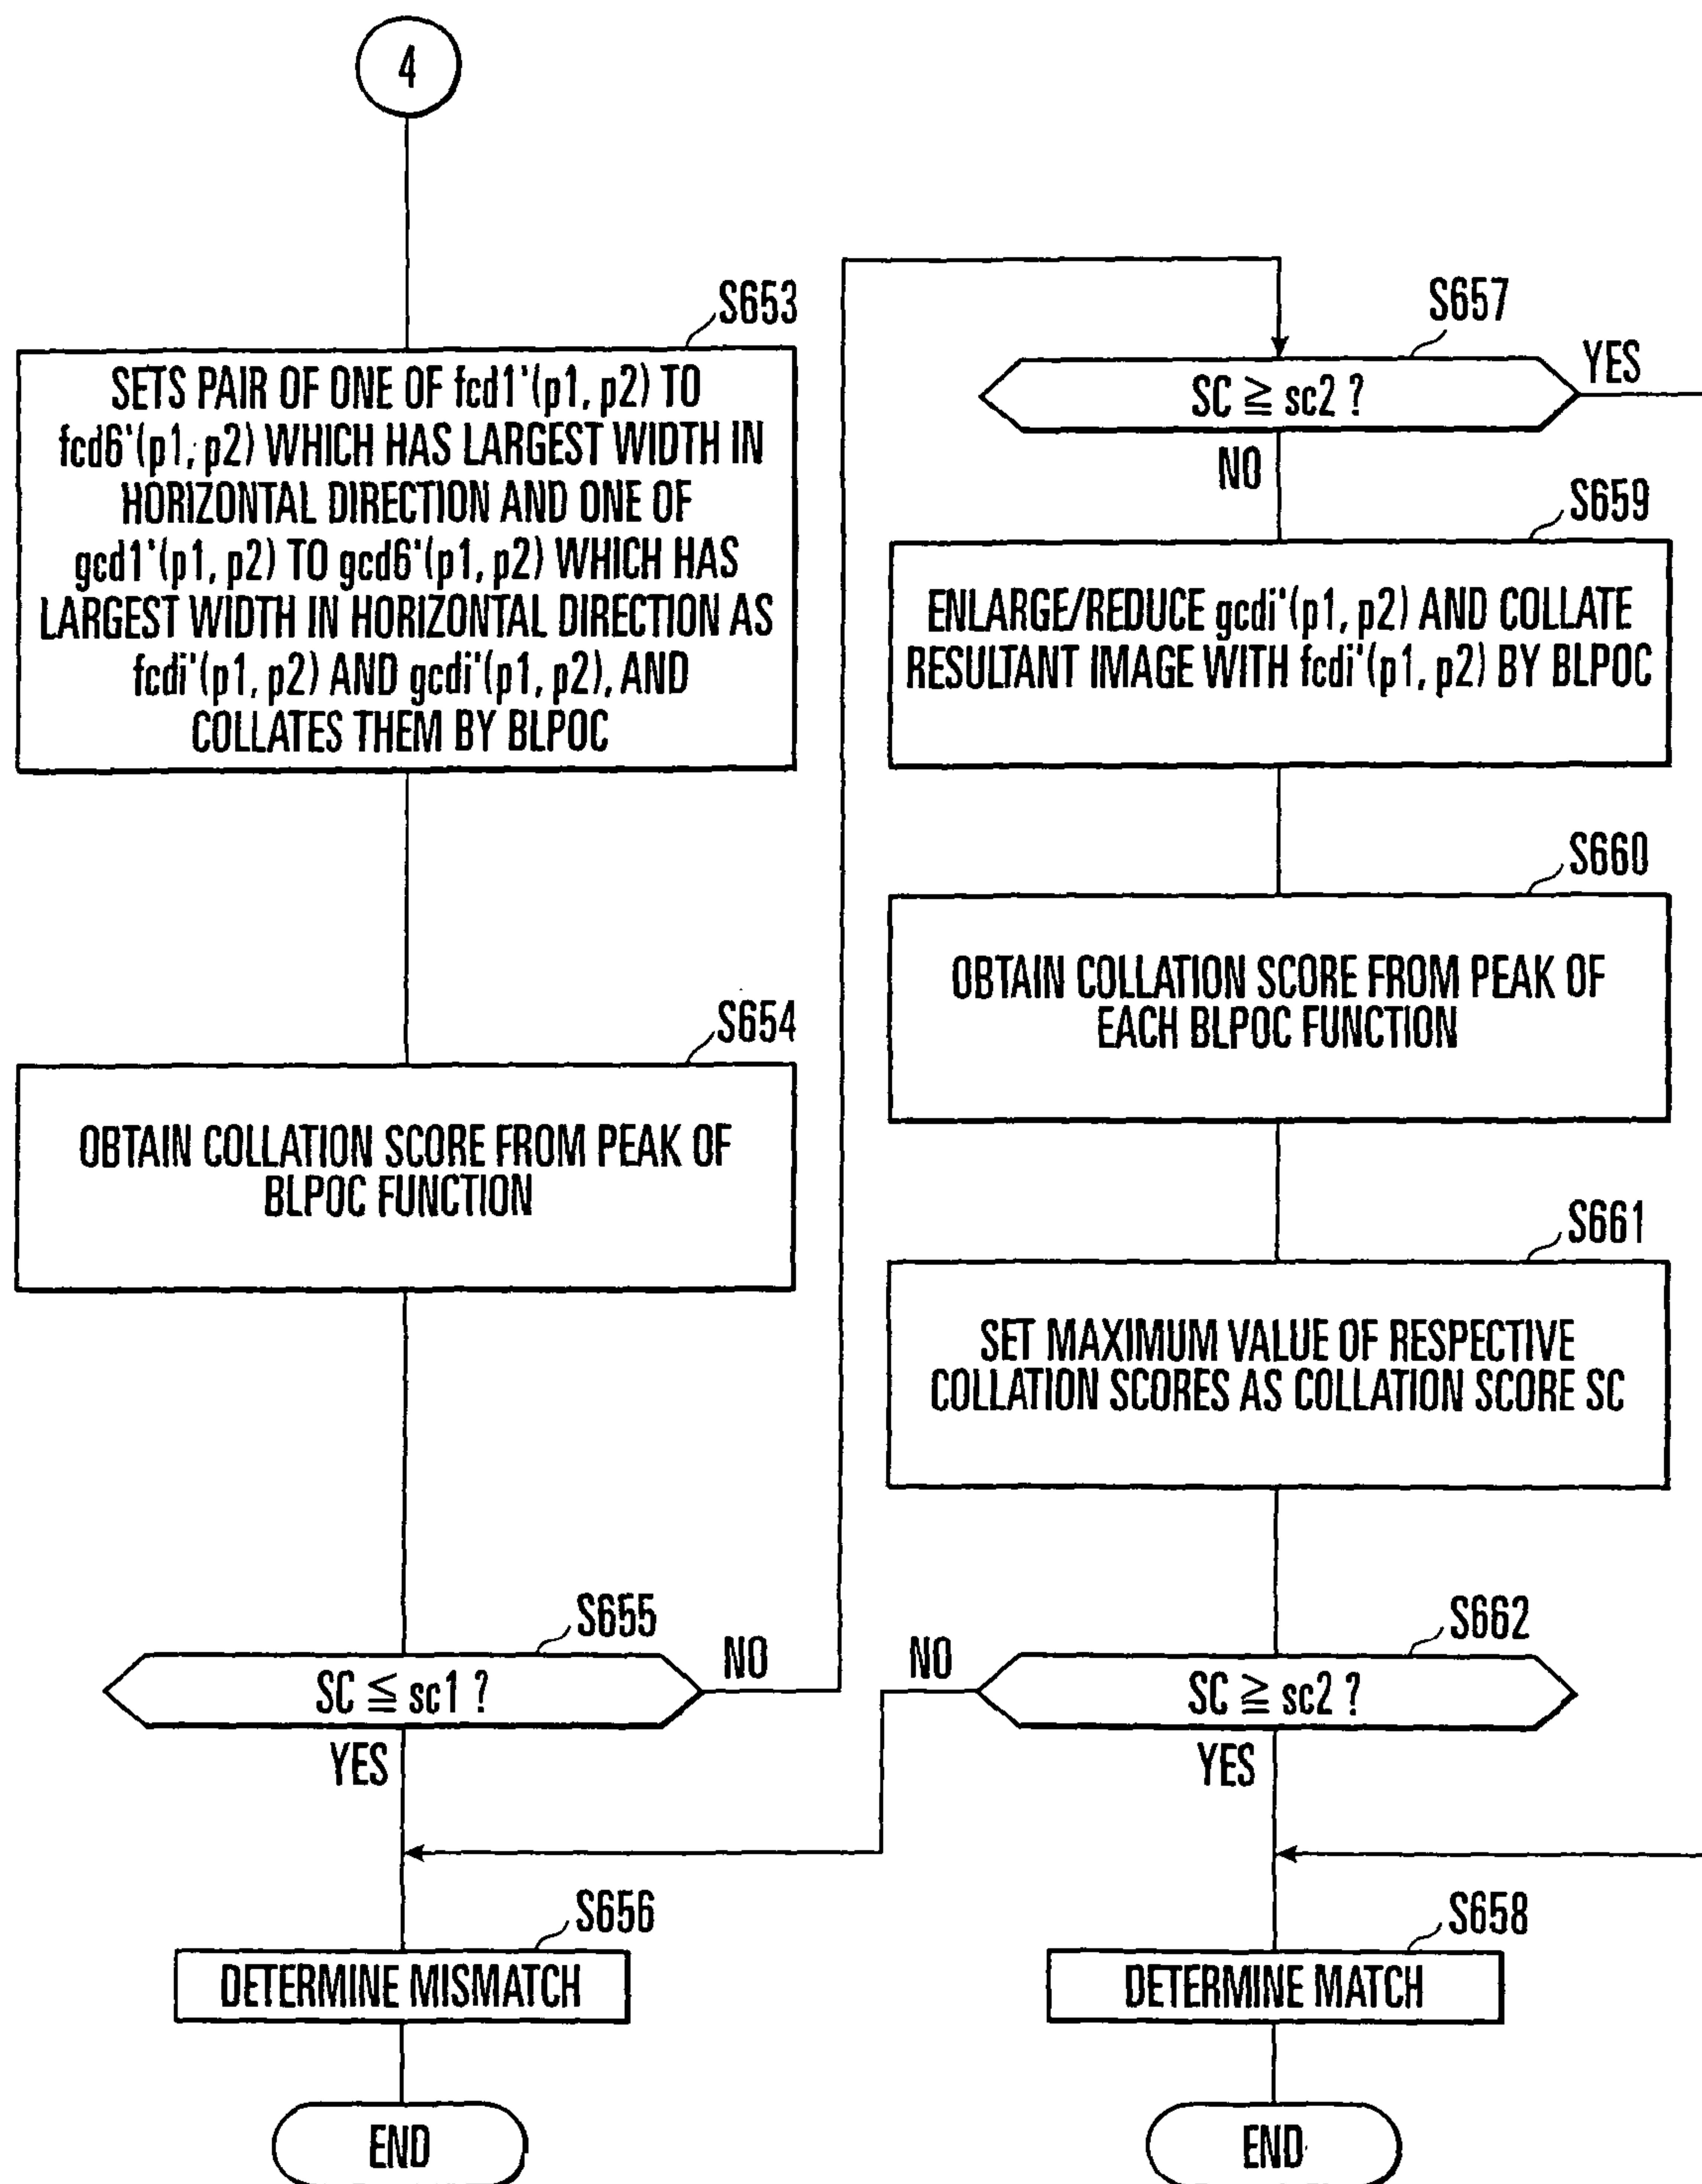 4
S653
SETS PAIR OF ONE OF fcd1'(p1, p2) TO
fcd6'(p1, p2) WHICH HAS LARGEST WIDTH IN
HORIZONTAL DIRECTION AND ONE OF
gcd1'(p1, p2) TO gcd6'(p1, p2) WHICH HAS
LARGEST WIDTH IN HORIZONTAL DIRECTION AS
fcdi'(p1, p2) AND gcdi'(p1, p2), AND
COLLATES THEM BY BLPOC
S654
OBTAIN COLLATION SCORE FROM PEAK OF
BLPOC FUNCTION
S655
SC ≦ sc1 ?
NO
YES
S656
DETERMINE MISMATCH
END
S657
SC ≧ sc2 ?
YES
NO
S659
ENLARGE/REDUCE gcdi'(p1, p2) AND COLLATE
RESULTANT IMAGE WITH fcdi'(p1, p2) BY BLPOC
S660
OBTAIN COLLATION SCORE FROM PEAK OF
EACH BLPOC FUNCTION
S661
SET MAXIMUM VALUE OF RESPECTIVE
COLLATION SCORES AS COLLATION SCORE SC
S662
NO
SC ≧ sc2 ?
YES
S658
DETERMINE MATCH
END